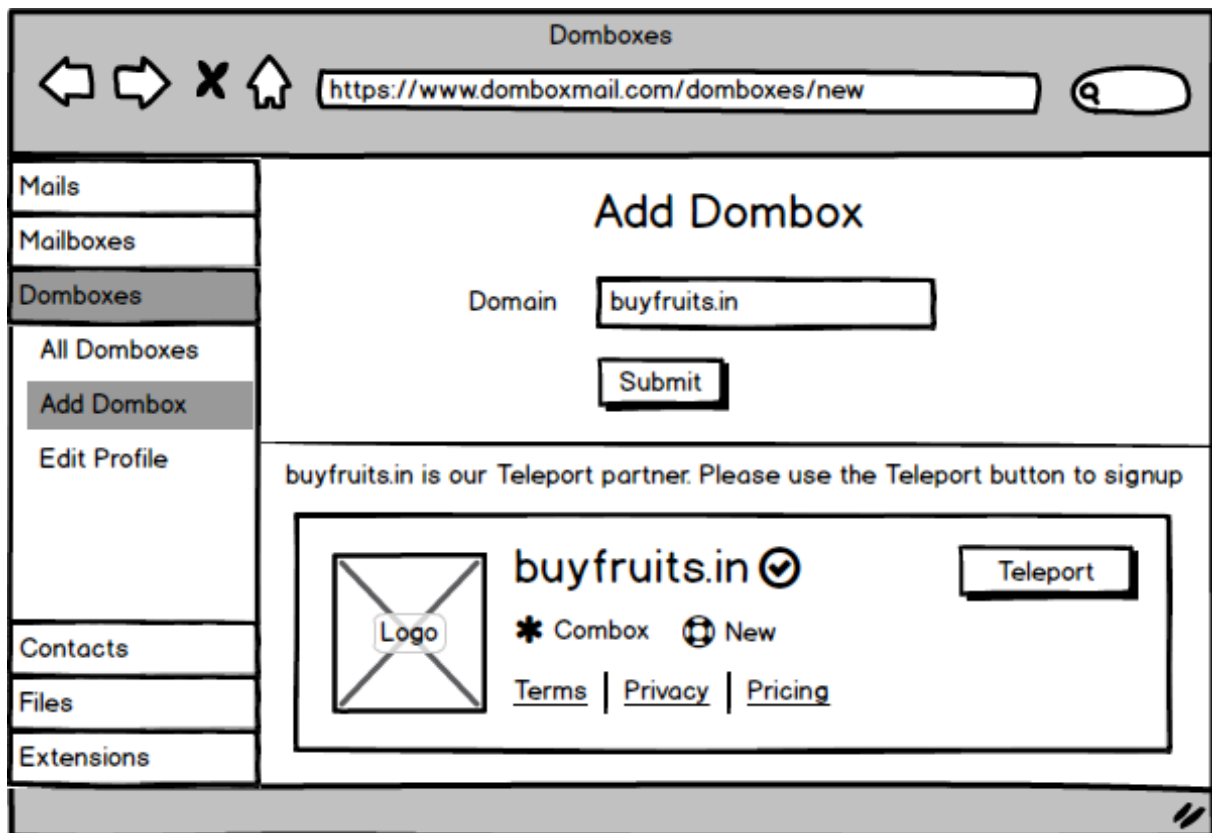 Domboxes
https://www.domboxmail.com/domboxes/new
Mails
Mailboxes
Domboxes
All Domboxes
Add Dombox
Edit Profile
Contacts
Files
Extensions
Add Dombox
Domain buyfruits.in
Submit
buyfruits.in is our Teleport partner. Please use the Teleport button to signup
Logo
buyfruits.in
Teleport
Combox New
Terms Privacy Pricing